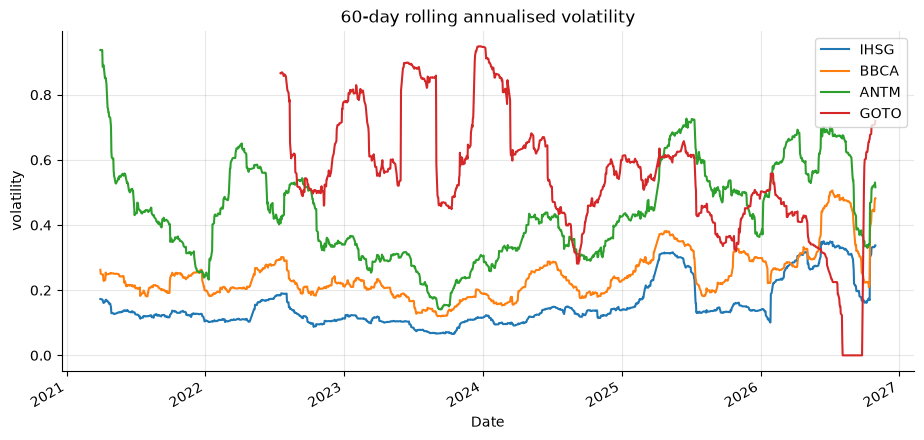 60-day rolling annualised volatility
IHSG
BBCA
ANTM
GOTO
volatility
0.8
0.6
0.4
0.2
0.0
2021
2022
2023
2024
2025
2026
2027
Date